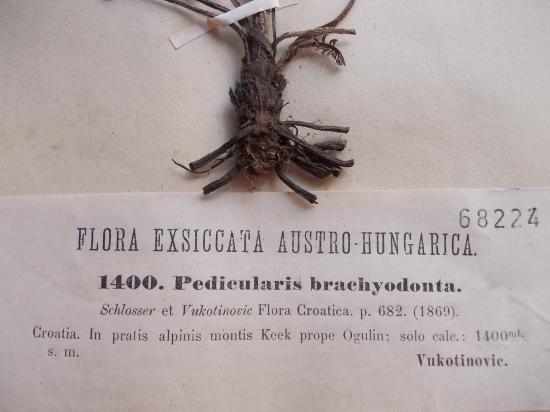 68224
FLORA EXSICCATA AUSTRO-HUNGARICA.
1400. Pedicularis brachyodonta.
Schlosser et Vukotinovic Flora Croatica. p. 682. (1869).
Croatia. In pratis alpinis montis Keek prope Ogulin; solo calc.: 1400mt.
s. m.
Vukotinovic.